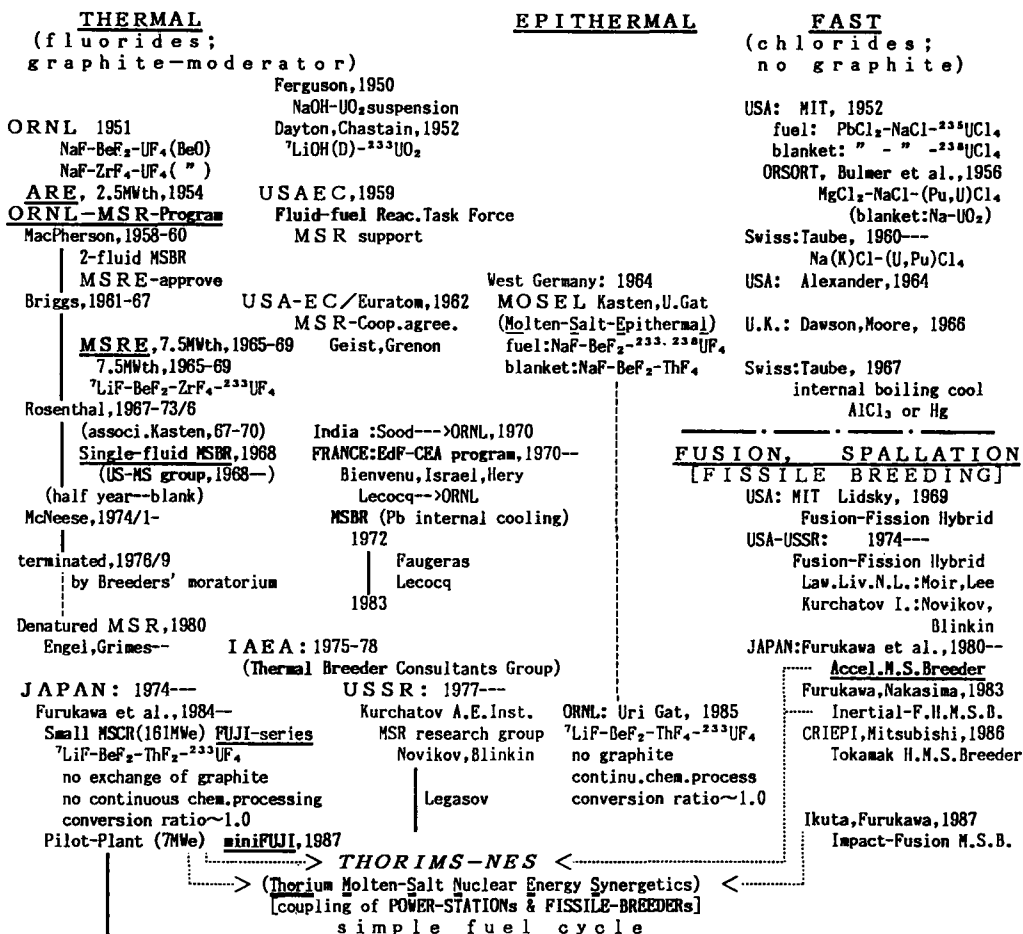 THERMAL
(fluorides;
graphite-moderator)
Ferguson,1950
NaOH-UO₂suspension
Dayton,Chastain,1952
⁷LiOH(D)-²³³UO₂
ORNL 1951
NaF-BeF₂-UF₄(BeO)
NaF-ZrF₄-UF₄( ")
ARE, 2.5MWth,1954
ORNL-MSR-Program
MacPherson,1958-60
2-fluid MSBR
MSRE-approve
Briggs,1961-67
USAEC,1959
Fluid-fuel Reac.Task Force
MSR support
USA-EC/Euratom,1962
MSR-Coop.agree.
Geist,Grenon
MSRE,7.5MWth,1965-69
7.5MWth,1965-69
⁷LiF-BeF₂-ZrF₄-²³³UF₄
Rosenthal,1967-73/6
(associ.Kasten,67-70)
Single-fluid MSBR,1968
(US-MS group,1968—)
(half year--blank)
McNeese,1974/1-
terminated,1976/9
by Breeders' moratorium
India :Sood--->ORNL,1970
FRANCE:EdF-CEA program,1970--
Bienvenu,Israel,Hery
Lecocq-->ORNL
MSBR (Pb internal cooling)
1972
Faugeras
Lecocq
1983
Denatured MSR,1980
Engel,Grimes--
IAEA:1975-78
(Thermal Breeder Consultants Group)
JAPAN: 1974---
Furukawa et al.,1984--
Small MSCR(161MWe) FUJI-series
⁷LiF-BeF₂-ThF₂-²³³UF₄
no exchange of graphite
no continuous chem.processing
conversion ratio~1.0
Pilot-Plant (7MWe) miniFUJI,1987
USSR: 1977---
Kurchatov A.E.Inst.
MSR research group
Novikov,Blinkin
Legasov
EPITHERMAL
West Germany: 1964
MOSEL Kasten,U.Gat
(Molten-Salt-Epithermal)
fuel:NaF-BeF₂-²³³·²³⁸UF₄
blanket:NaF-BeF₂-ThF₄
ORNL: Uri Gat, 1985
⁷LiF-BeF₂-ThF₄-²³³UF₄
no graphite
continu.chem.process
conversion ratio~1.0
FAST
(chlorides;
no graphite)
USA: MIT, 1952
fuel: PbCl₂-NaCl-²³⁵UCl₄
blanket: " - " -²³⁸UCl₄
ORSORT, Bulmer et al.,1956
MgCl₂-NaCl-(Pu,U)Cl₄
(blanket:Na-UO₂)
Swiss:Taube, 1960---
Na(K)Cl-(U,Pu)Cl₄
USA: Alexander,1964
U.K.: Dawson,Moore, 1966
Swiss:Taube, 1967
internal boiling cool
AlCl₃ or Hg
FUSION, SPALLATION
[FISSILE BREEDING]
USA: MIT Lidsky, 1969
Fusion-Fission Hybrid
USA-USSR: 1974---
Fusion-Fission Hybrid
Law.Liv.N.L.:Moir,Lee
Kurchatov I.:Novikov,
Blinkin
JAPAN:Furukawa et al.,1980--
Accel.M.S.Breeder
Furukawa,Nakasima,1983
Inertial-F.H.M.S.B.
CRIEPI,Mitsubishi,1986
Tokamak H.M.S.Breeder
Ikuta,Furukawa,1987
Impact-Fusion M.S.B.
> THORIMS-NES <
> (Thorium Molten-Salt Nuclear Energy Synergetics) <
[coupling of POWER-STATIONs & FISSILE-BREEDERs]
simple fuel cycle